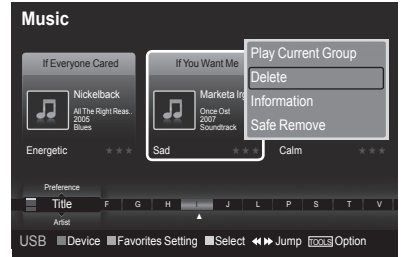 Music
If Everyone Cared
If You Want Me
Nickelback
All The Right Reas..
2005
Blues
Energetic
Marketa Irg
Once Ost
2007
Soundtrack
Sad
Play Current Group
Delete
Information
Safe Remove
Calm
Preference
Title F G H I J L P S T V
Artist
USB Device Favorites Setting Select Jump TOOLS Option